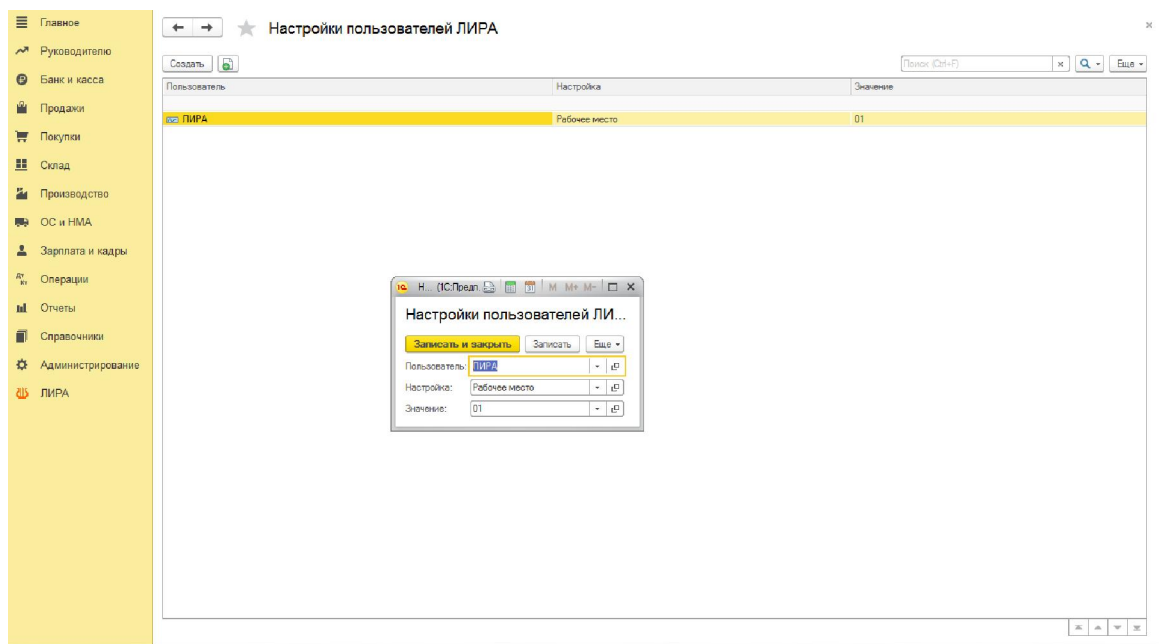 Главное
Руководителю
Банк и касса
Продажи
Покупки
Склад
Производство
ОС и НМА
Зарплата и кадры
Операции
Отчеты
Справочники
Администрирование
ЛИРА
Настройки пользователей ЛИРА
Создать
Поиск (Ctrl+F)
Еще
Пользователь Настройка Значение
ЛИРА Рабочее место 01
Н... (1С:Предп. M M+ M-
Настройки пользователей ЛИ...
Записать и закрыть Записать Еще
Пользователь: ЛИРА
Настройка: Рабочее место
Значение: 01